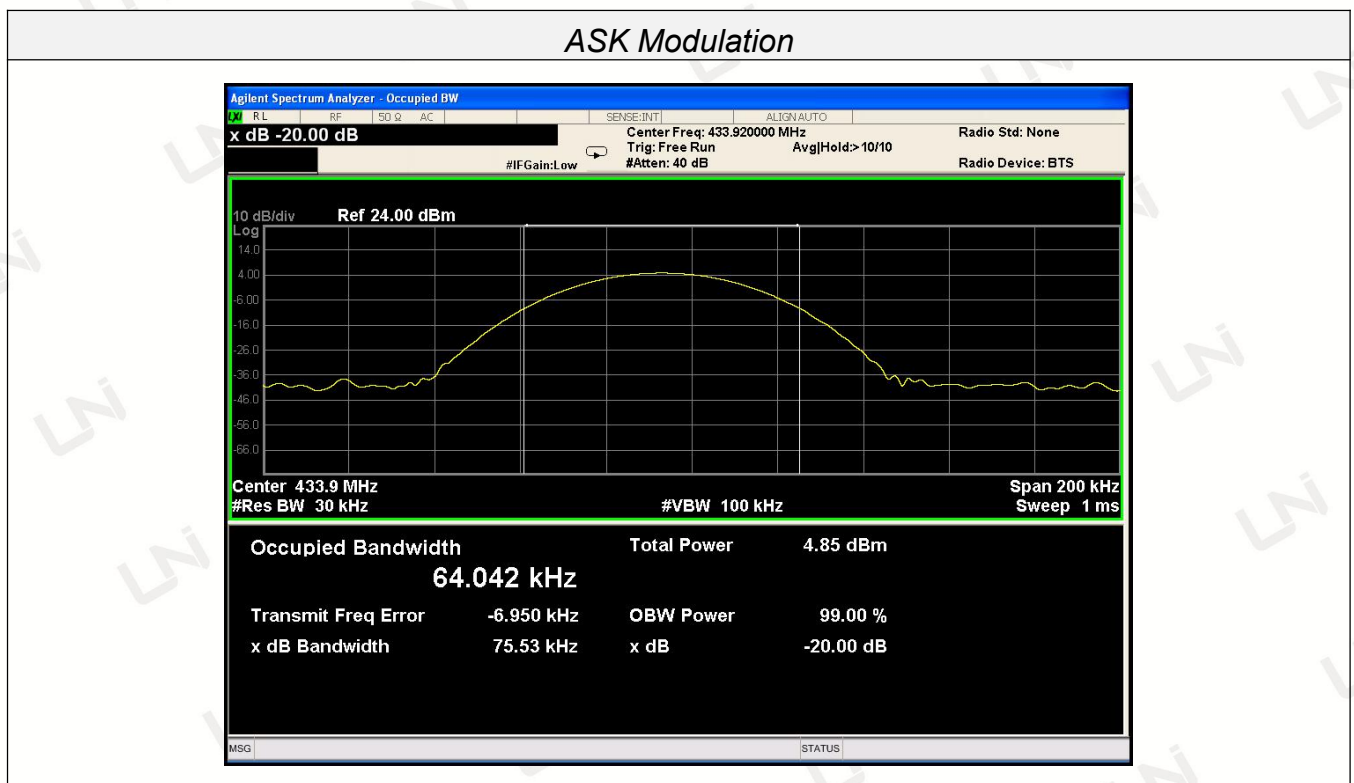 ASK Modulation
Agilent Spectrum Analyzer - Occupied BW
LXI RL RF 50 Ω AC SENSE:INT ALIGN AUTO
x dB -20.00 dB
Center Freq: 433.920000 MHz
Radio Std: None
Trig: Free Run Avg|Hold:>10/10
#IFGain:Low #Atten: 40 dB Radio Device: BTS
10 dB/div Ref 24.00 dBm
Log
14.0
4.00
-6.00
-16.0
-26.0
-36.0
-46.0
-56.0
-66.0
Center 433.9 MHz Span 200 kHz
#Res BW 30 kHz #VBW 100 kHz Sweep 1 ms
Occupied Bandwidth Total Power 4.85 dBm
64.042 kHz
Transmit Freq Error -6.950 kHz OBW Power 99.00 %
x dB Bandwidth 75.53 kHz x dB -20.00 dB
MSG STATUS